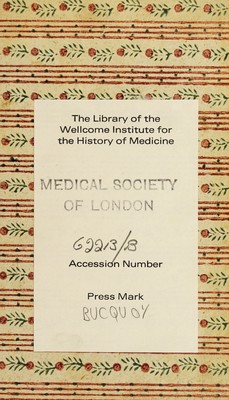 The Library of the
Wellcome Institute for
the History of Medicine
MEDICAL SOCIETY
OF LONDON
62213/B
Accession Number
Press Mark
BUCQUOY